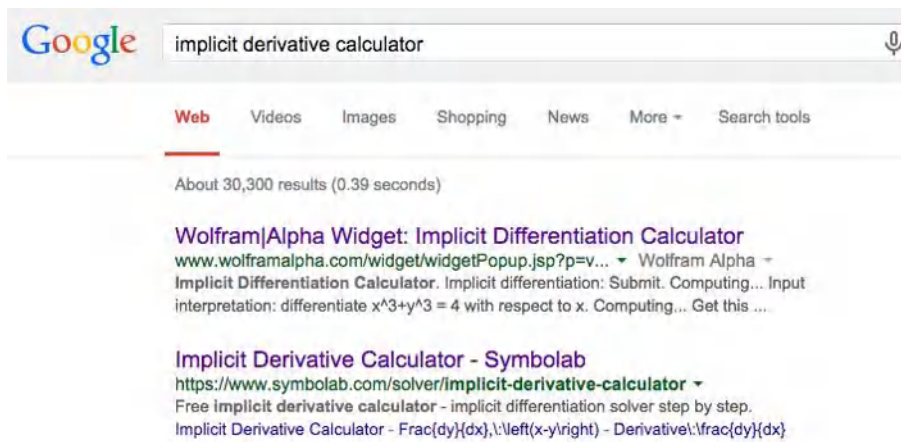 Google implicit derivative calculator
Web Videos Images Shopping News More Search tools
About 30,300 results (0.39 seconds)
Wolfram|Alpha Widget: Implicit Differentiation Calculator
www.wolframalpha.com/widget/widgetPopup.jsp?p=v... Wolfram Alpha
Implicit Differentiation Calculator. Implicit differentiation: Submit. Computing... Input
interpretation: differentiate x^3+y^3 = 4 with respect to x. Computing... Get this ...
Implicit Derivative Calculator - Symbolab
https://www.symbolab.com/solver/implicit-derivative-calculator
Free implicit derivative calculator - implicit differentiation solver step by step.
Implicit Derivative Calculator - Frac{dy}{dx},\:\left(x-y\right) - Derivative\:\frac{dy}{dx}